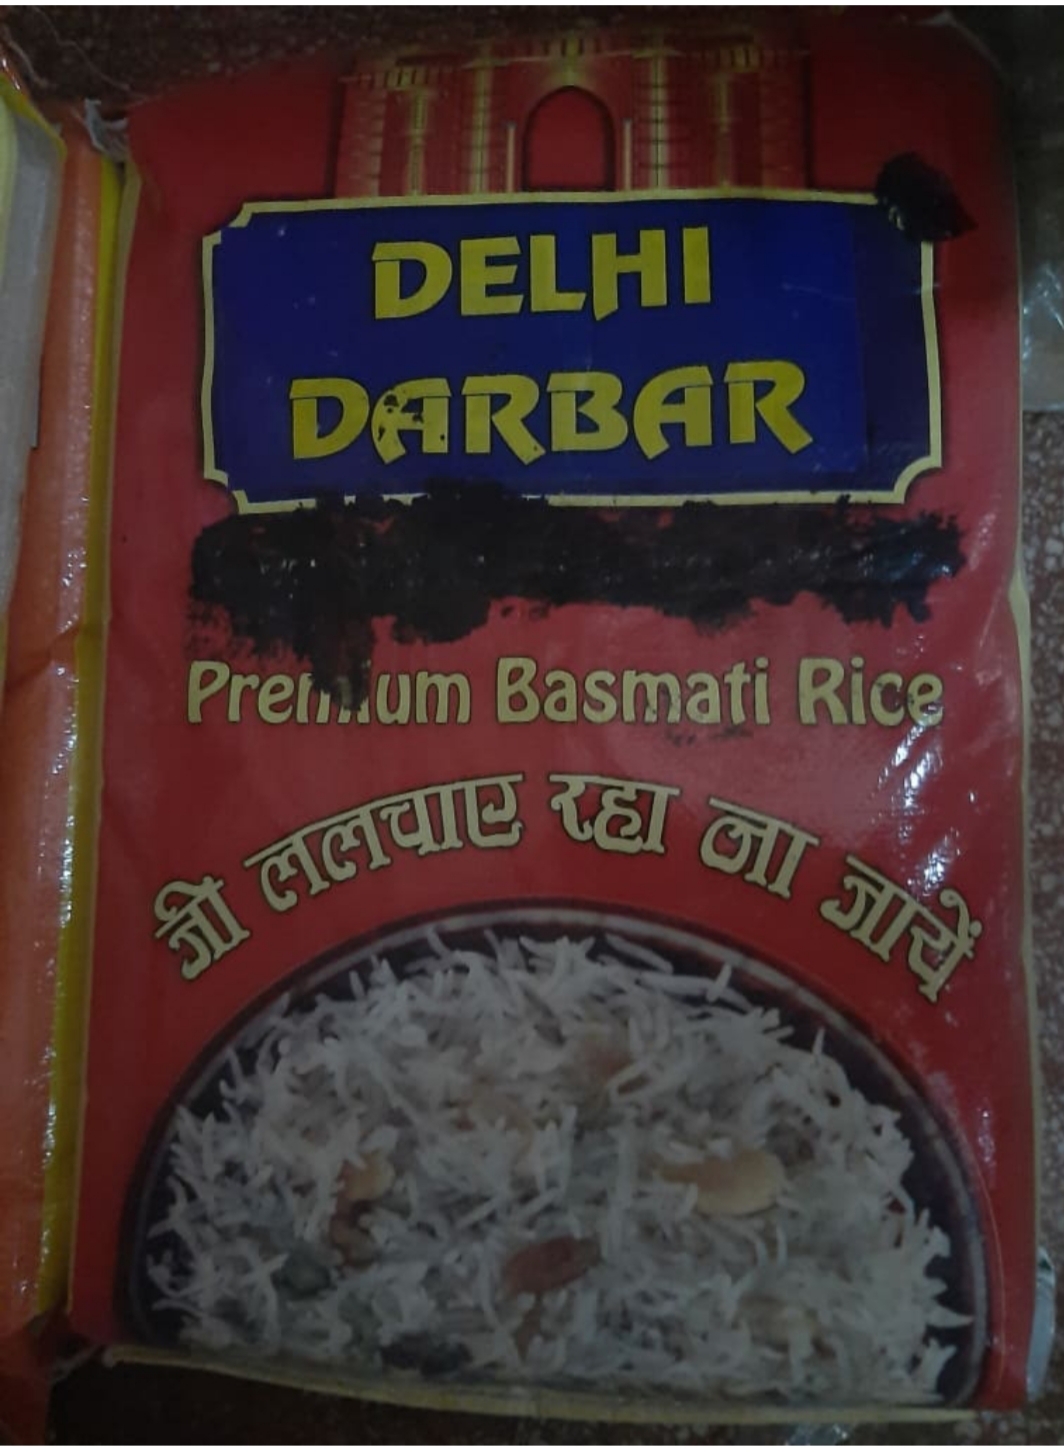 DELHI
DARBAR
Premium Basmati Rice
जी ललचाए रहा ना जायें